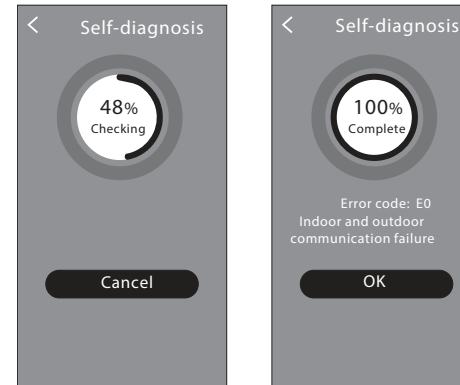 Self-diagnosis
48%
Checking
Cancel
Self-diagnosis
100%
Complete
Error code: E0
Indoor and outdoor
communication failure
OK